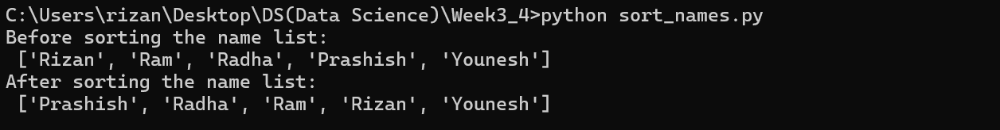 C:\Users\rizan\Desktop\DS(Data Science)\Week3_4>python sort_names.py
Before sorting the name list:
 ['Rizan', 'Ram', 'Radha', 'Prashish', 'Younesh']
After sorting the name list:
 ['Prashish', 'Radha', 'Ram', 'Rizan', 'Younesh']